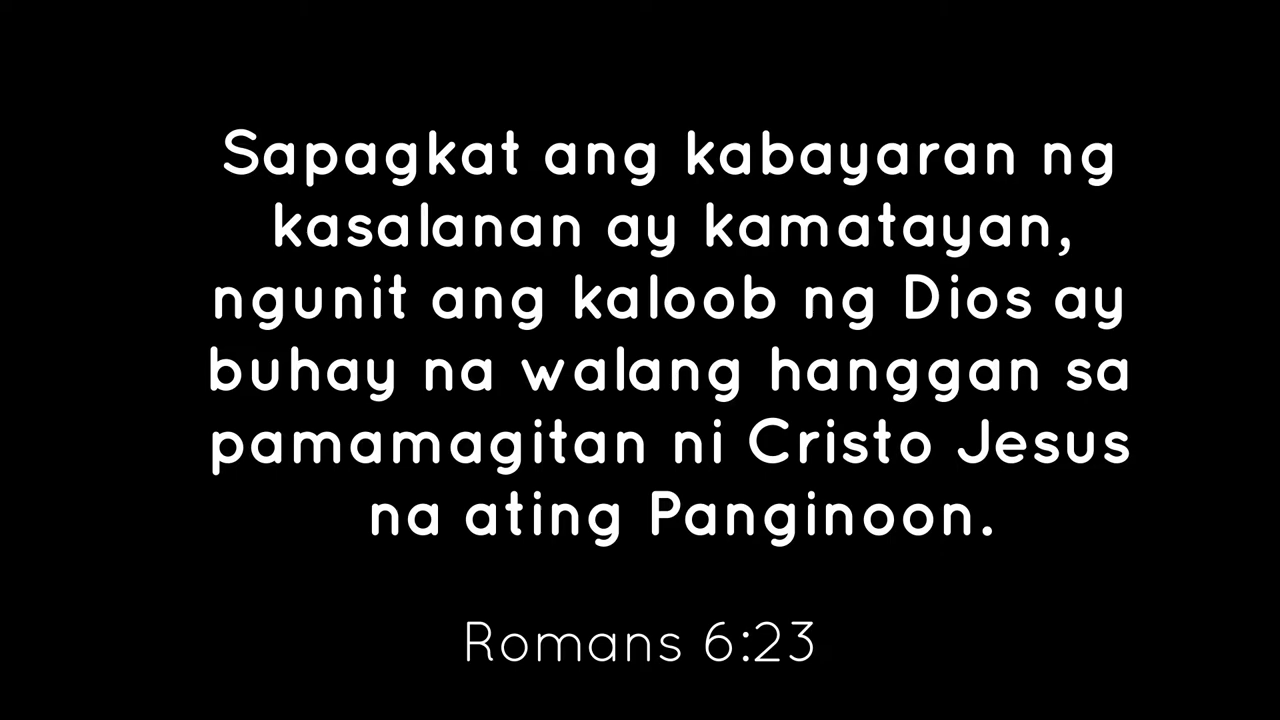 Sapagkat ang kabayaran ng
kasalanan ay kamatayan,
ngunit ang kaloob ng Dios ay
buhay na walang hanggan sa
pamamagitan ni Cristo Jesus
na ating Panginoon.
Romans 6:23